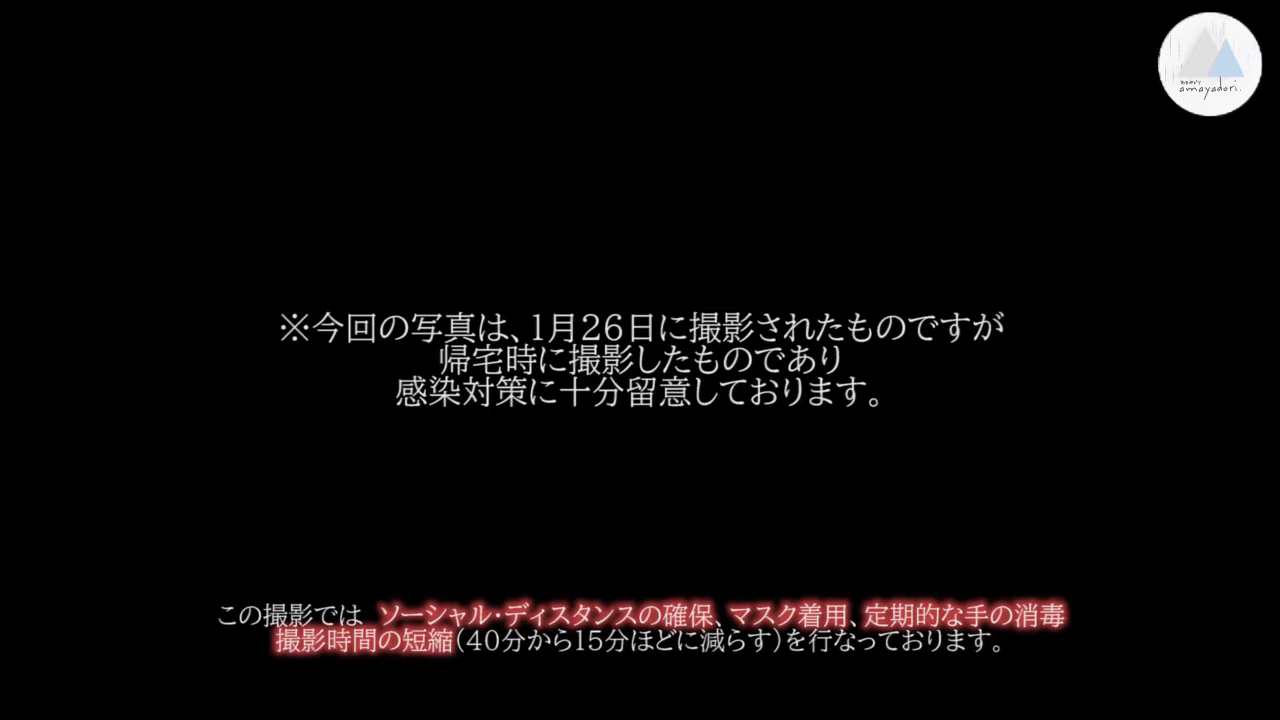 あまやどり
amayadori.
※今回の写真は、1月26日に撮影されたものですが
帰宅時に撮影したものであり
感染対策に十分留意しております。
この撮影では ソーシャル・ディスタンスの確保、マスク着用、定期的な手の消毒
撮影時間の短縮(40分から15分ほどに減らす)を行なっております。